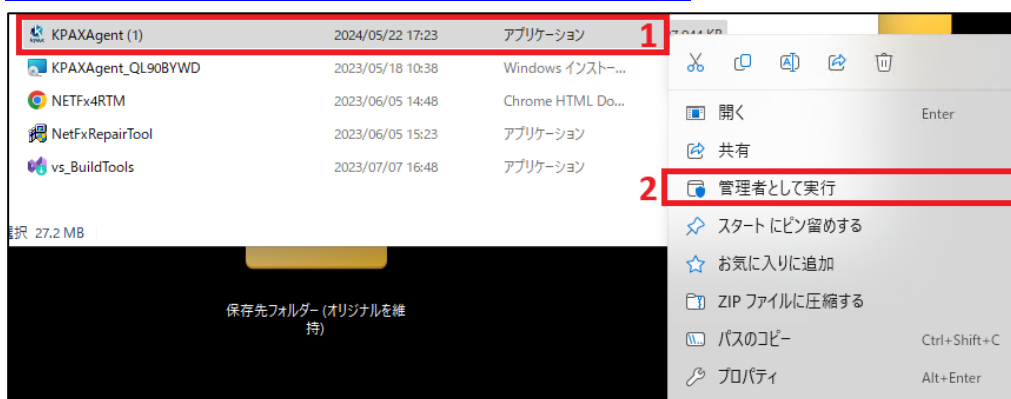 KPAXAgent (1) 2024/05/22 17:23 アプリケーション 1
KPAXAgent_QL90BYWD 2023/05/18 10:38 Windows インストー...
NETFx4RTM 2023/06/05 14:48 Chrome HTML Do...
NetFxRepairTool 2023/06/05 15:23 アプリケーション
vs_BuildTools 2023/07/07 16:48 アプリケーション
択 27.2 MB
保存先フォルダー (オリジナルを維
持)
開く Enter
共有
2 管理者として実行
スタート にピン留めする
お気に入りに追加
ZIP ファイルに圧縮する
パスのコピー Ctrl+Shift+C
プロパティ Alt+Enter